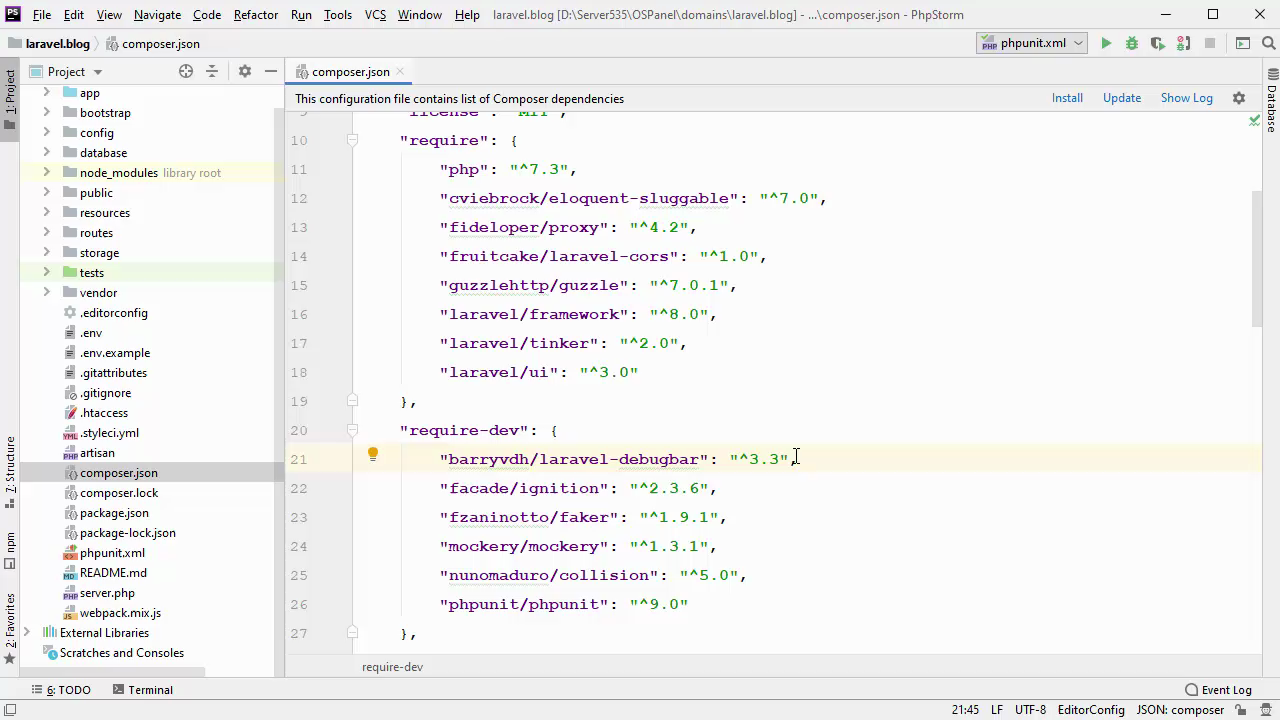 PS File Edit View Navigate Code Refactor Run Tools VCS Window Help laravel.blog [D:\Server535\OSPanel\domains\laravel.blog] - ...\composer.json - PhpStorm
laravel.blog composer.json phpunit.xml
Project composer.json
This configuration file contains list of Composer dependencies Install Update Show Log
1: Project
Z: Structure
npm
2: Favorites
Database
app
bootstrap
config
database
node_modules library root
public
resources
routes
storage
tests
vendor
.editorconfig
.env
.env.example
.gitattributes
.gitignore
.htaccess
.styleci.yml
artisan
composer.json
composer.lock
package.json
package-lock.json
phpunit.xml
README.md
server.php
webpack.mix.js
External Libraries
Scratches and Consoles
9 "license": "MIT",
10 "require": {
11 "php": "^7.3",
12 "cviebrock/eloquent-sluggable": "^7.0",
13 "fideloper/proxy": "^4.2",
14 "fruitcake/laravel-cors": "^1.0",
15 "guzzlehttp/guzzle": "^7.0.1",
16 "laravel/framework": "^8.0",
17 "laravel/tinker": "^2.0",
18 "laravel/ui": "^3.0"
19 },
20 "require-dev": {
21 "barryvdh/laravel-debugbar": "^3.3",
22 "facade/ignition": "^2.3.6",
23 "fzaninotto/faker": "^1.9.1",
24 "mockery/mockery": "^1.3.1",
25 "nunomaduro/collision": "^5.0",
26 "phpunit/phpunit": "^9.0"
27 },
require-dev
6: TODO Terminal Event Log
21:45 LF UTF-8 EditorConfig JSON: composer